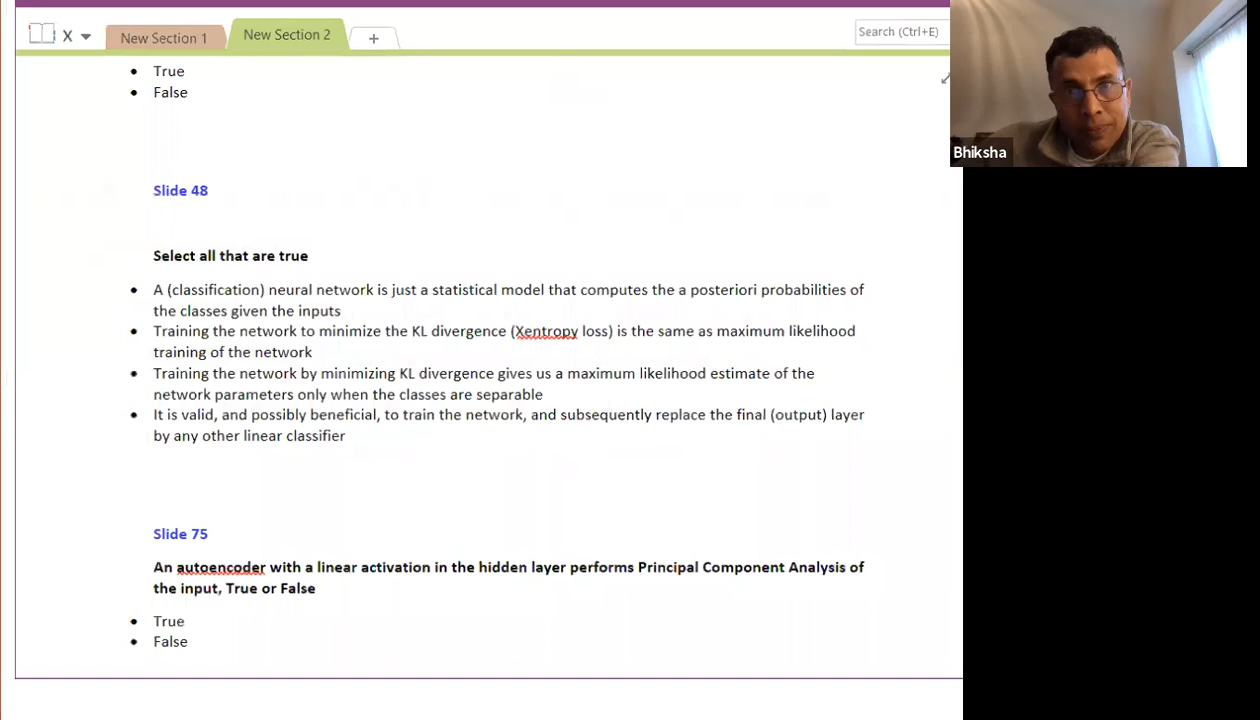 X
New Section 1
New Section 2
+
Search (Ctrl+E)
• True
• False
Bhiksha
Slide 48
Select all that are true
• A (classification) neural network is just a statistical model that computes the a posteriori probabilities of
the classes given the inputs
• Training the network to minimize the KL divergence (Xentropy loss) is the same as maximum likelihood
training of the network
• Training the network by minimizing KL divergence gives us a maximum likelihood estimate of the
network parameters only when the classes are separable
• It is valid, and possibly beneficial, to train the network, and subsequently replace the final (output) layer
by any other linear classifier
Slide 75
An autoencoder with a linear activation in the hidden layer performs Principal Component Analysis of
the input, True or False
• True
• False